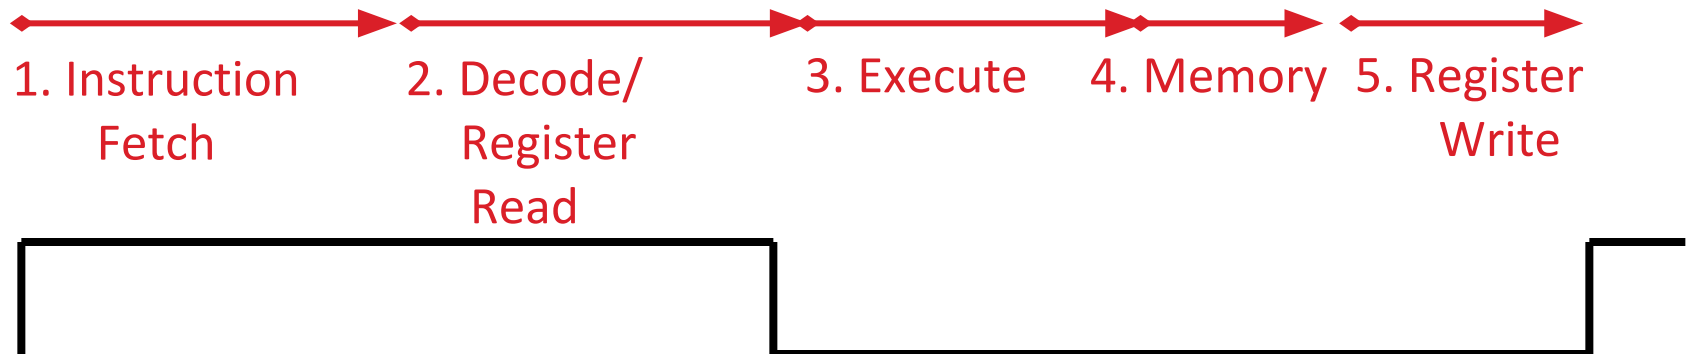 1. Instruction
Fetch
2. Decode/
Register
Read
3. Execute
4. Memory
5. Register
Write